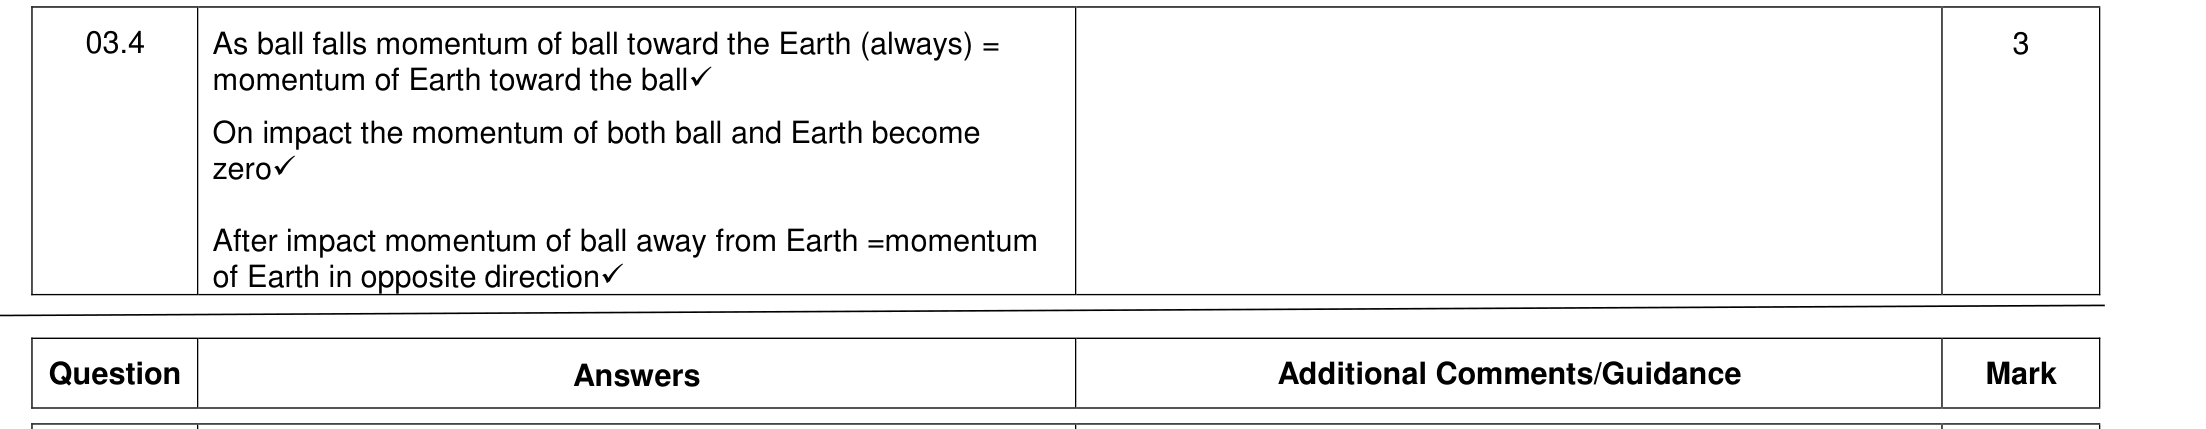 03.4
As ball falls momentum of ball toward the Earth (always) =
momentum of Earth toward the ball✓
3
On impact the momentum of both ball and Earth become
zero✓
After impact momentum of ball away from Earth =momentum
of Earth in opposite direction✓
Question
Answers
Additional Comments/Guidance
Mark